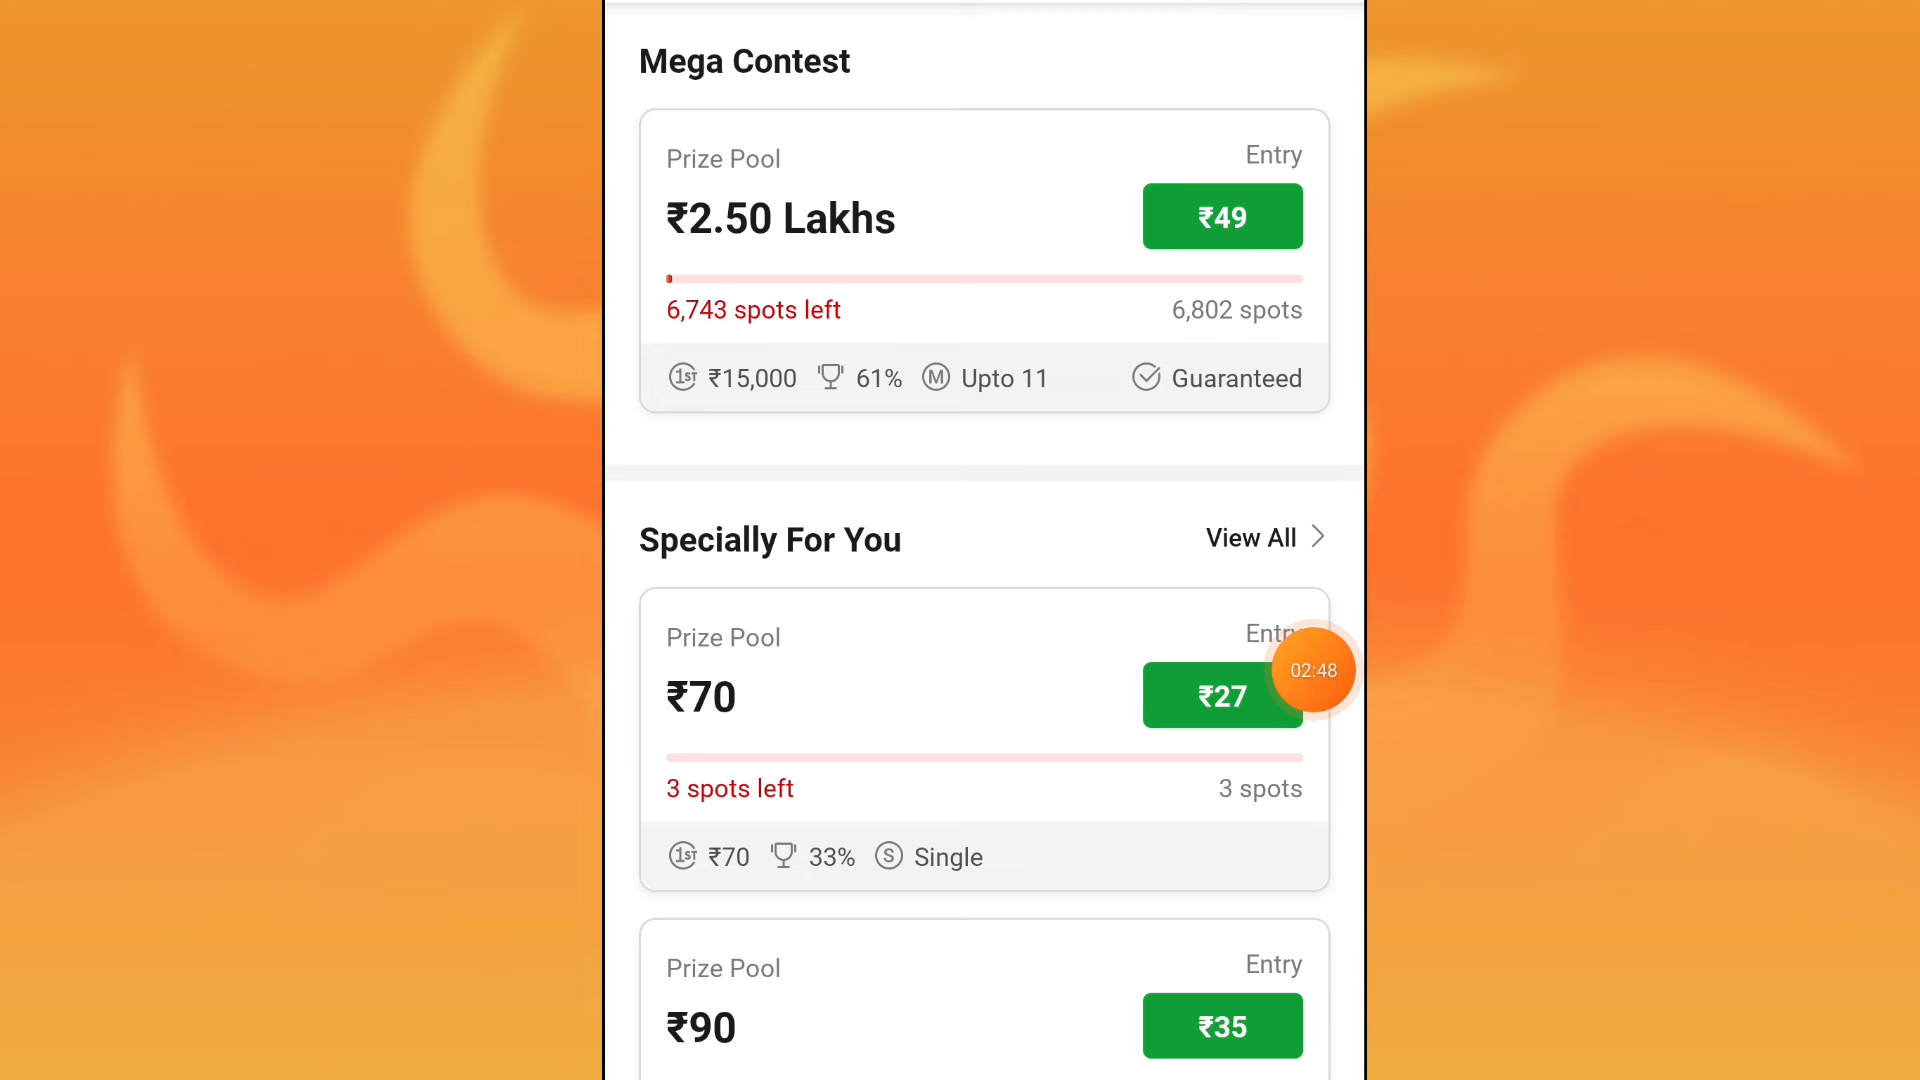 Mega Contest
Prize Pool
Entry
₹2.50 Lakhs
₹49
6,743 spots left
6,802 spots
1ST ₹15,000 61% M Upto 11 Guaranteed
Specially For You
View All
Prize Pool
₹70
₹27
02:48
3 spots left
3 spots
1ST ₹70 33% S Single
Prize Pool
Entry
₹90
₹35